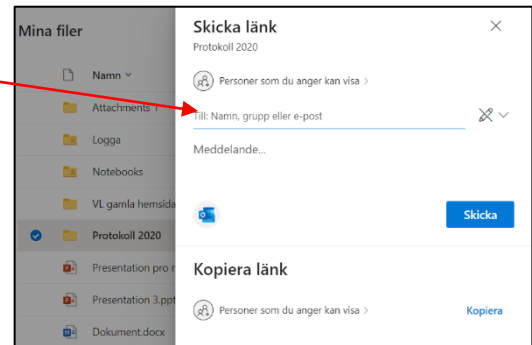 Mina filer
Namn
Attachments 1
Logga
Notebooks
VL gamla hemsida
Protokoll 2020
Presentation pro
Presentation 3.ppt
Dokument.docx
Skicka länk
Protokoll 2020
Personer som du anger kan visa >
Till: Namn, grupp eller e-post
Meddelande...
Skicka
Kopiera länk
Personer som du anger kan visa >
Kopiera